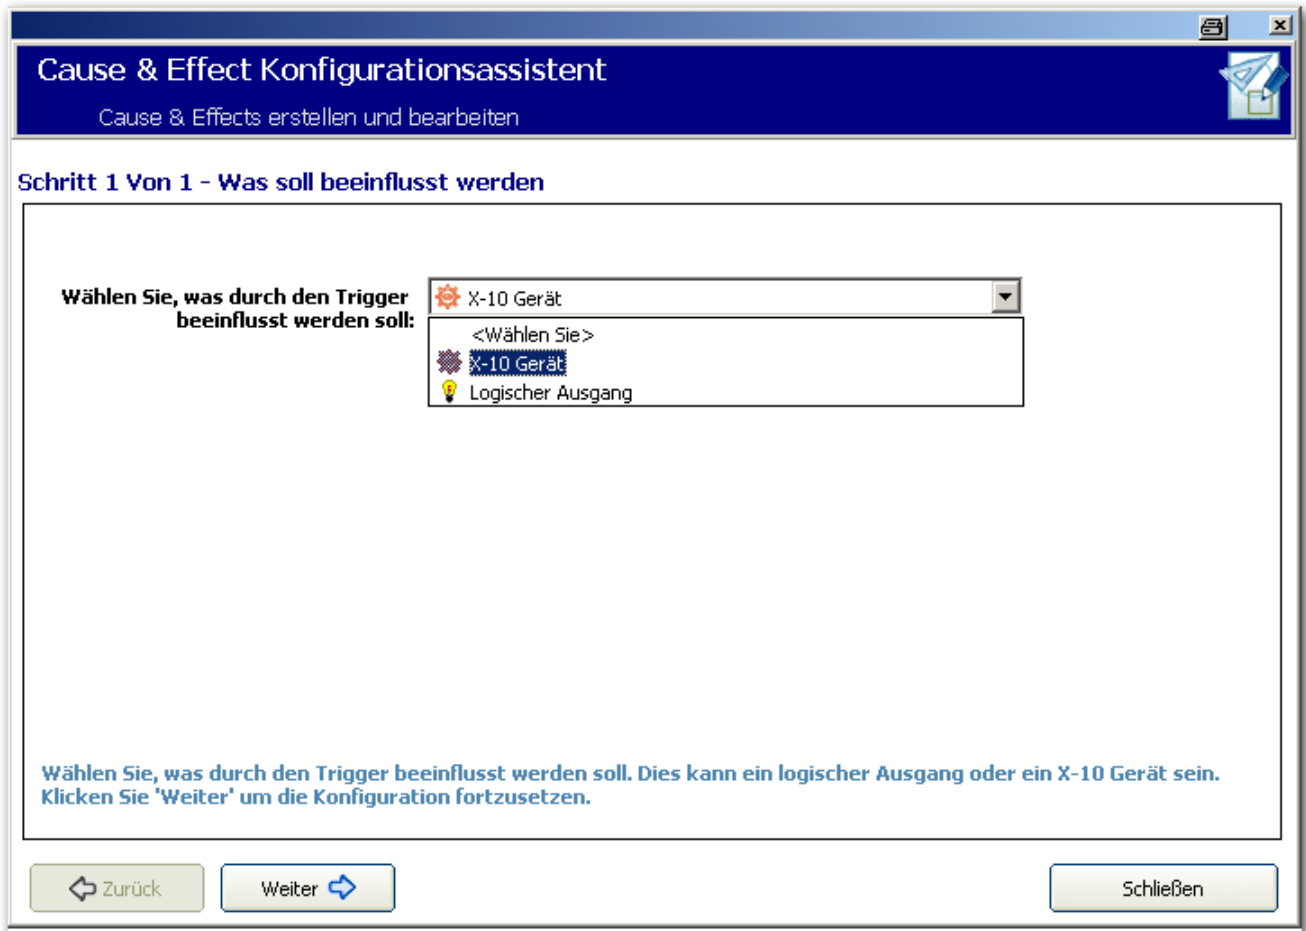 Cause & Effect Konfigurationsassistent
Cause & Effects erstellen und bearbeiten
Schritt 1 Von 1 - Was soll beeinflusst werden
Wählen Sie, was durch den Trigger
beeinflusst werden soll:
X-10 Gerät
<Wählen Sie>
X-10 Gerät
Logischer Ausgang
Wählen Sie, was durch den Trigger beeinflusst werden soll. Dies kann ein logischer Ausgang oder ein X-10 Gerät sein.
Klicken Sie 'Weiter' um die Konfiguration fortzusetzen.
Zurück
Weiter
Schließen